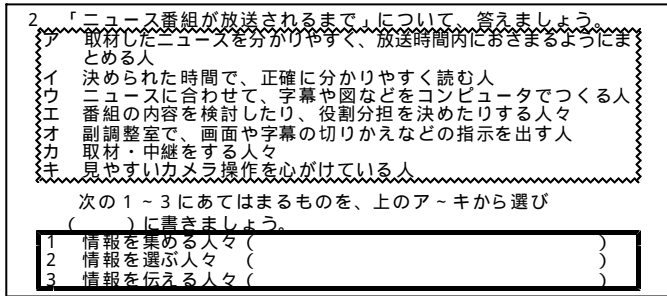 2 「ニュース番組が放送されるまで」について、答えましょう。
ア 取材したニュースを分かりやすく、放送時間内におさまるようにま
とめる人
イ 決められた時間で、正確に分かりやすく読む人
ウ ニュースに合わせて、字幕や図などをコンピュータでつくる人
エ 番組の内容を検討したり、役割分担を決めたりする人々
オ 副調整室で、画面や字幕の切りかえなどの指示を出す人
カ 取材・中継をする人々
キ 見やすいカメラ操作を心がけている人
次の1~3にあてはまるものを、上のア~キから選び
( )に書きましょう。
1 情報を集める人々( )
2 情報を選ぶ人々 ( )
3 情報を伝える人々( )